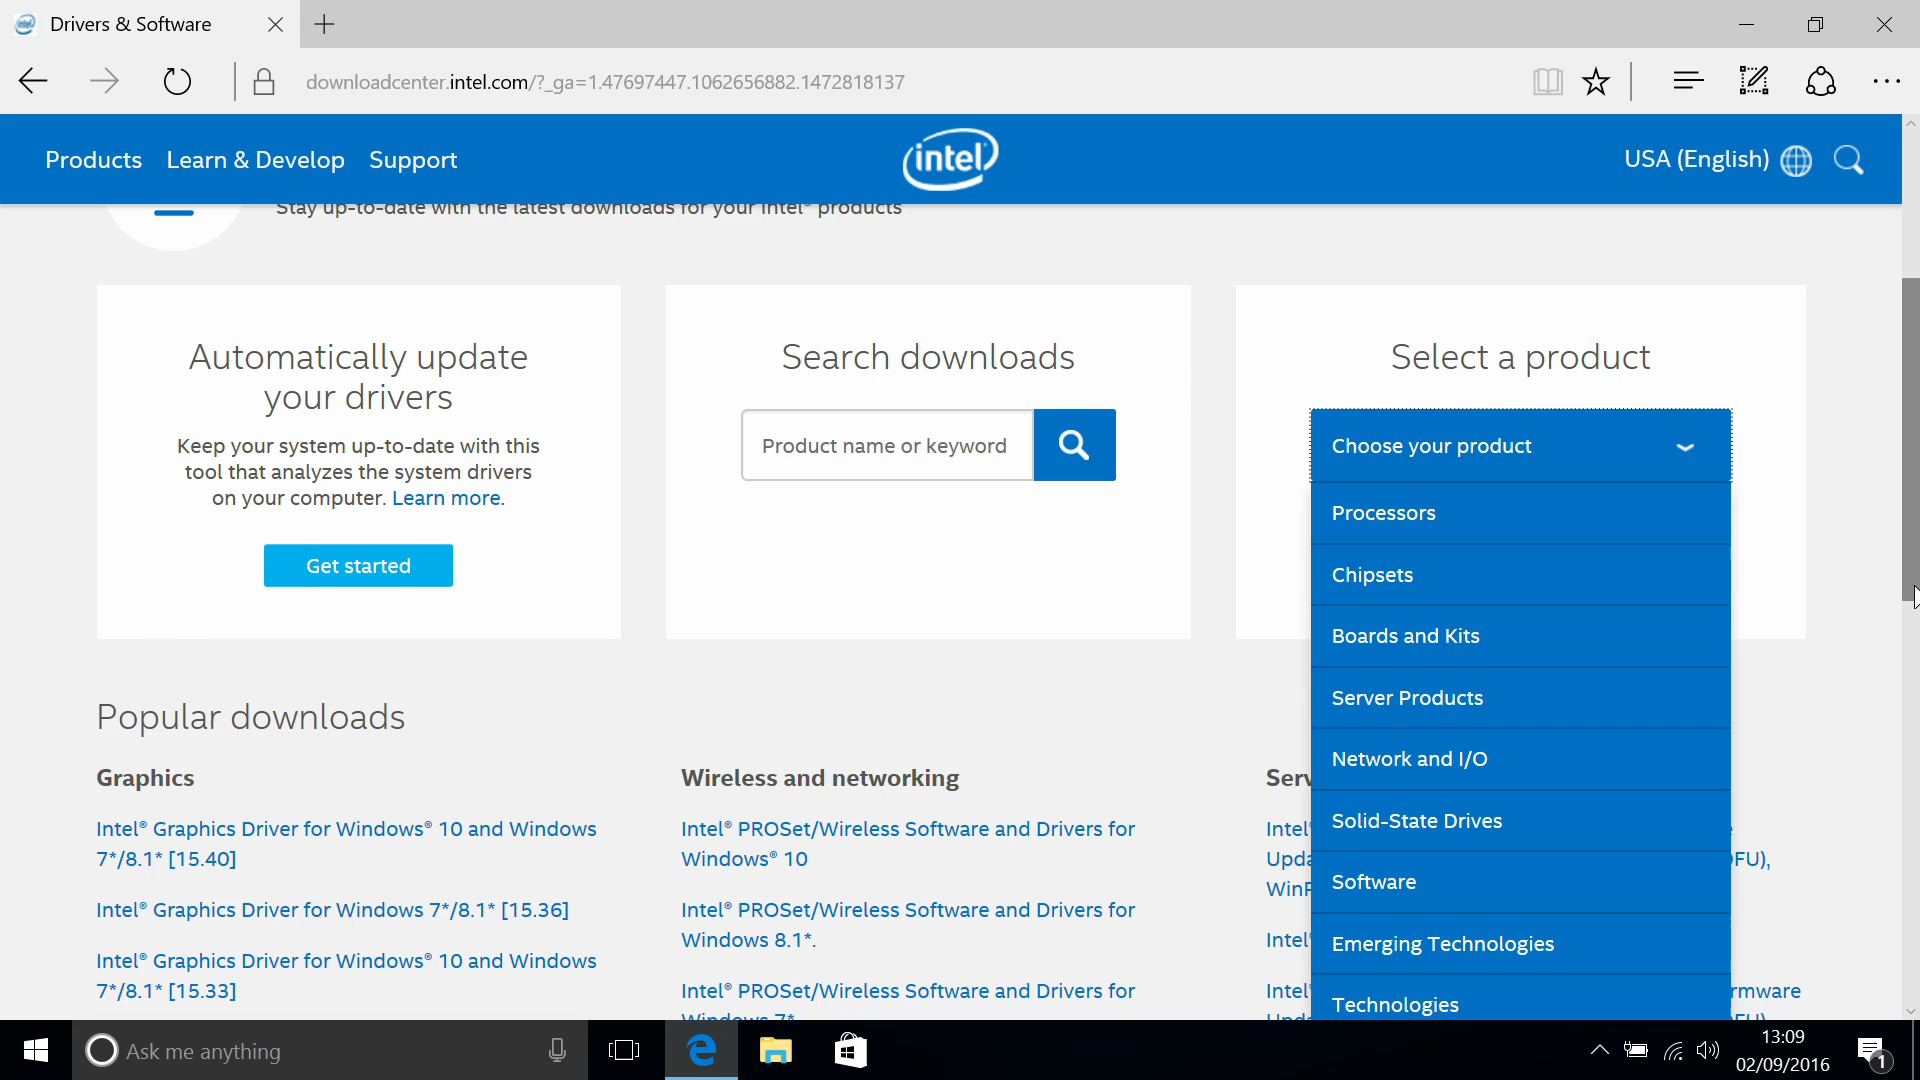 Drivers & Software
downloadcenter.intel.com/?_ga=1.47697447.1062656882.1472818137
Products Learn & Develop Support
intel
USA (English)
Stay up-to-date with the latest downloads for your Intel® products
Automatically update
your drivers
Keep your system up-to-date with this
tool that analyzes the system drivers
on your computer. Learn more.
Get started
Search downloads
Product name or keyword
Select a product
Choose your product
Processors
Chipsets
Boards and Kits
Server Products
Network and I/O
Solid-State Drives
Software
Emerging Technologies
Technologies
Popular downloads
Graphics
Intel® Graphics Driver for Windows® 10 and Windows
7*/8.1* [15.40]
Intel® Graphics Driver for Windows 7*/8.1* [15.36]
Intel® Graphics Driver for Windows® 10 and Windows
7*/8.1* [15.33]
Wireless and networking
Intel® PROSet/Wireless Software and Drivers for
Windows® 10
Intel® PROSet/Wireless Software and Drivers for
Windows 8.1*.
Intel® PROSet/Wireless Software and Drivers for
Windows 7*
Intel
Intel
Intel
Ask me anything
13:09
02/09/2016
1